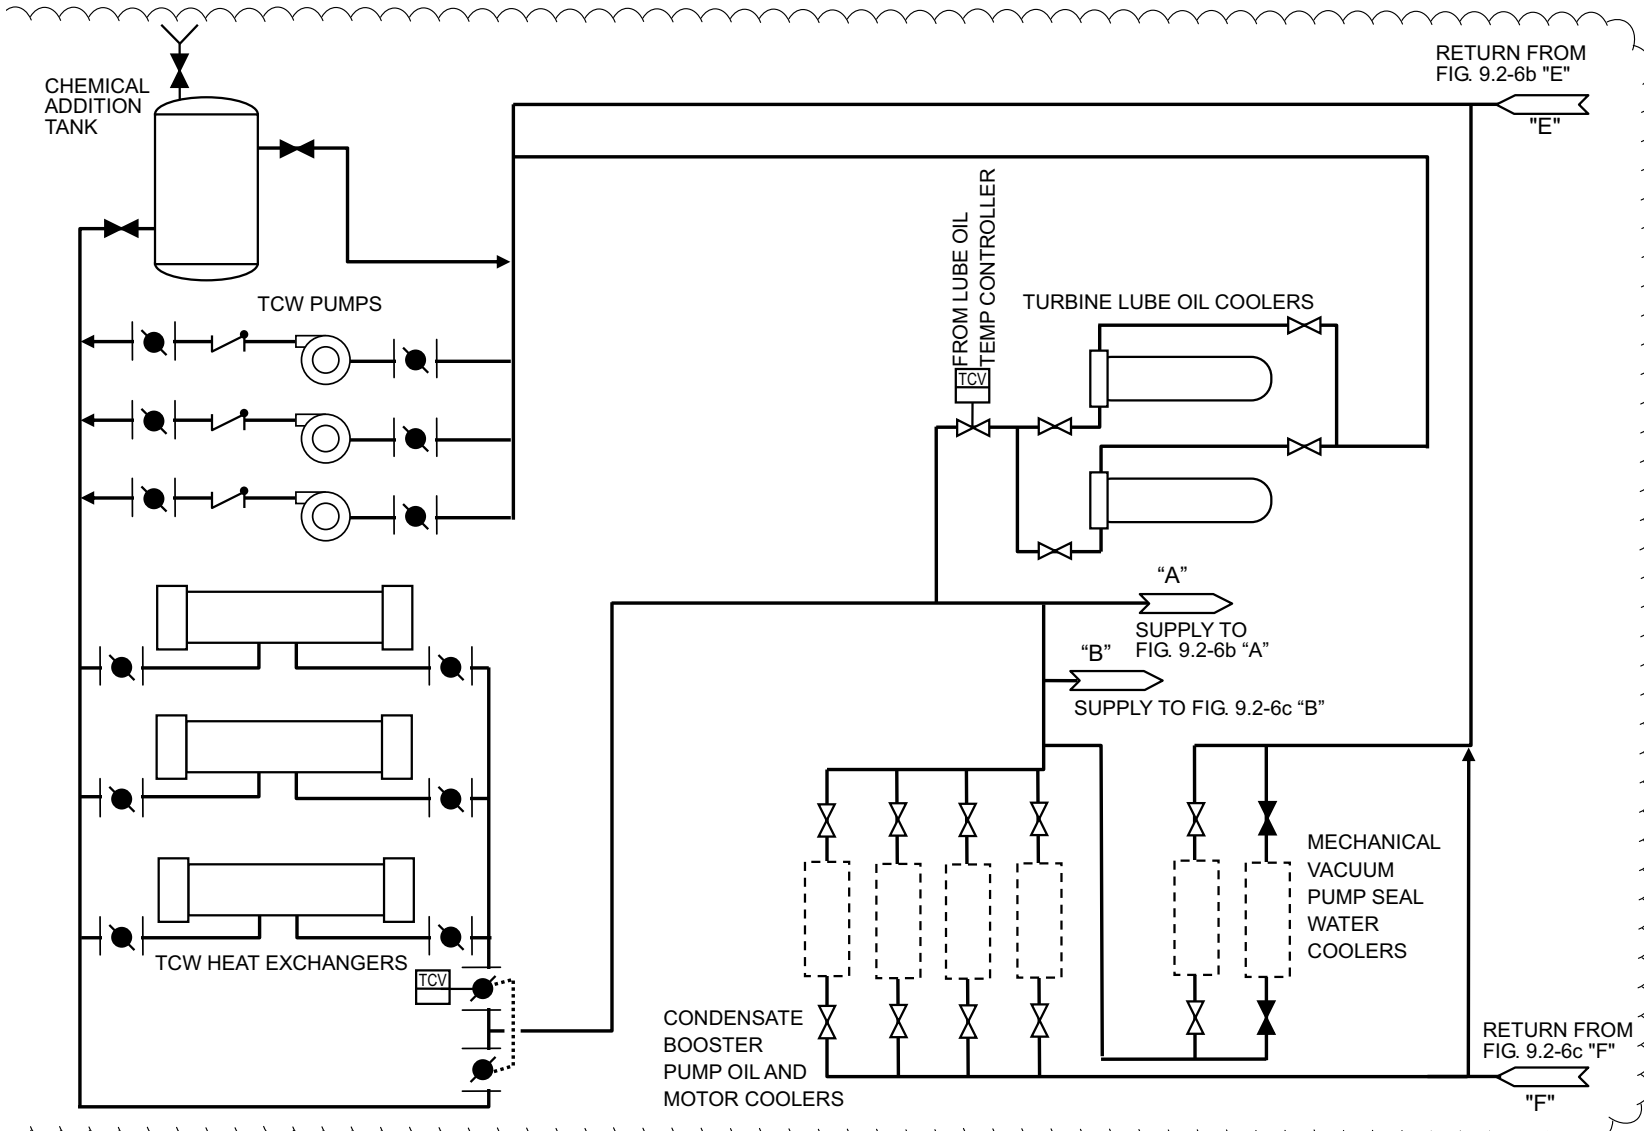 RETURN FROM
FIG. 9.2-6b "E"
"E"
CHEMICAL
ADDITION
TANK
FROM LUBE OIL
TEMP CONTROLLER
TCW PUMPS
TURBINE LUBE OIL COOLERS
TCV
“A”
SUPPLY TO
FIG. 9.2-6b “A”
“B”
SUPPLY TO FIG. 9.2-6c “B”
MECHANICAL
VACUUM
PUMP SEAL
WATER
COOLERS
TCW HEAT EXCHANGERS
TCV
CONDENSATE
BOOSTER
PUMP OIL AND
MOTOR COOLERS
RETURN FROM
FIG. 9.2-6c "F"
"F"